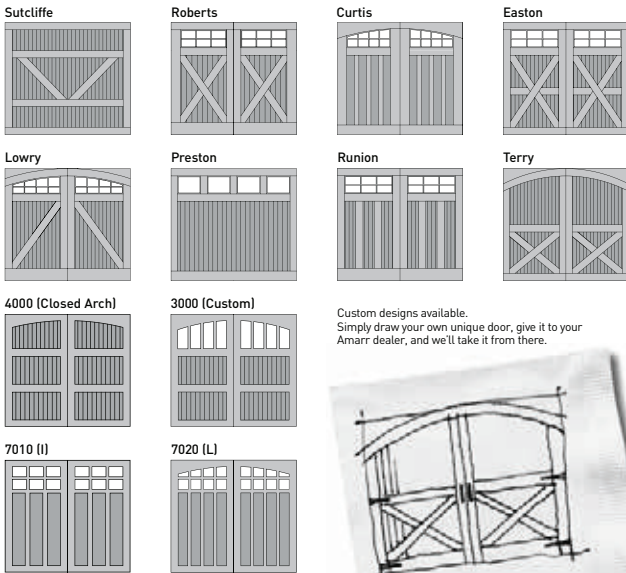 Sutcliffe
Roberts
Curtis
Easton
Lowry
Preston
Runion
Terry
4000 (Closed Arch)
3000 (Custom)
Custom designs available.
Simply draw your own unique door, give it to your
Amarr dealer, and we'll take it from there.
7010 (I)
7020 (L)